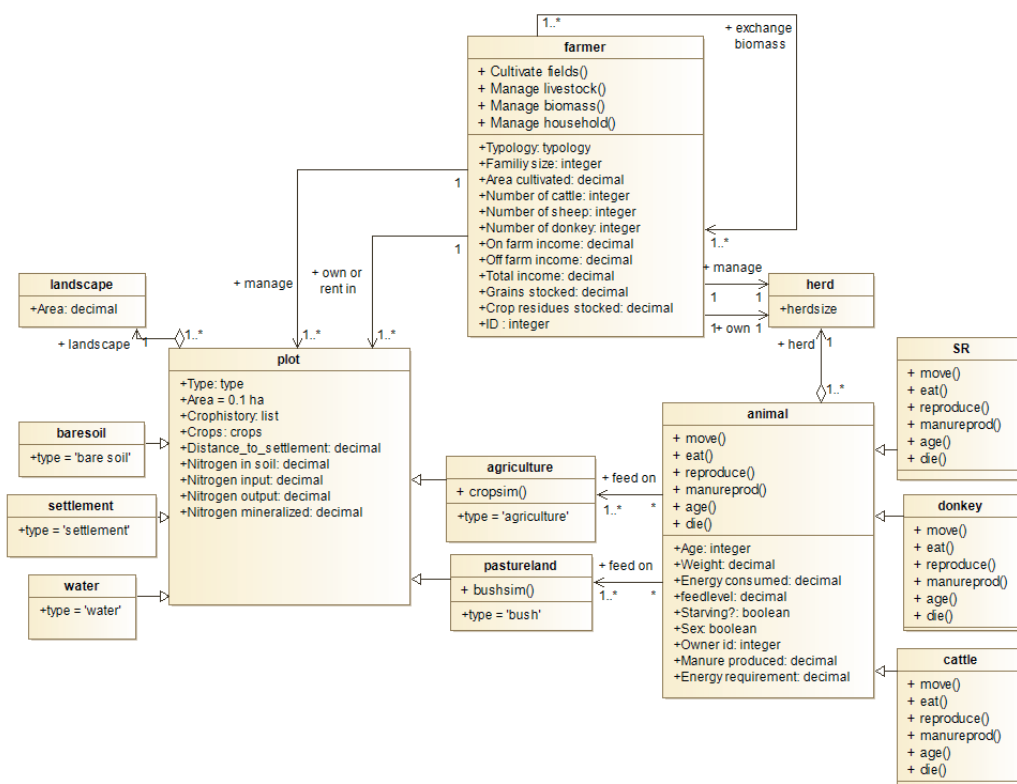 1..*
+ exchange
biomass
farmer
+ Cultivate fields()
+ Manage livestock()
+ Manage biomass()
+ Manage household()
+Typology: typology
+Familiy size: integer
+Area cultivated: decimal
+Number of cattle: integer
+Number of sheep: integer
+Number of donkey: integer
+On farm income: decimal
+Off farm income: decimal
+Total income: decimal
+Grains stocked: decimal
+Crop residues stocked: decimal
+ID : integer
1
1
1..*
+ manage
+ own or
rent in
+ manage
1
1
1
+ own
1
herd
+herdsize
landscape
+Area: decimal
+ landscape
1
1..*
1..*
1..*
plot
+Type: type
+Area = 0.1 ha
+Crophistory: list
+Crops: crops
+Distance_to_settlement: decimal
+Nitrogen in soil: decimal
+Nitrogen input: decimal
+Nitrogen output: decimal
+Nitrogen mineralized: decimal
baresoil
+type = 'bare soil'
settlement
+type = 'settlement'
water
+type = 'water'
agriculture
+ cropsim()
+type = 'agriculture'
pastureland
+ bushsim()
+type = 'bush'
+ feed on
1..*
*
+ feed on
1..*
*
+ herd
1
1..*
animal
+ move()
+ eat()
+ reproduce()
+ manureprod()
+ age()
+ die()
+Age: integer
+Weight: decimal
+Energy consumed: decimal
+feedlevel: decimal
+Starving?: boolean
+Sex: boolean
+Owner id: integer
+Manure produced: decimal
+Energy requirement: decimal
SR
+ move()
+ eat()
+ reproduce()
+ manureprod()
+ age()
+ die()
donkey
+ move()
+ eat()
+ reproduce()
+ manureprod()
+ age()
+ die()
cattle
+ move()
+ eat()
+ reproduce()
+ manureprod()
+ age()
+ die()